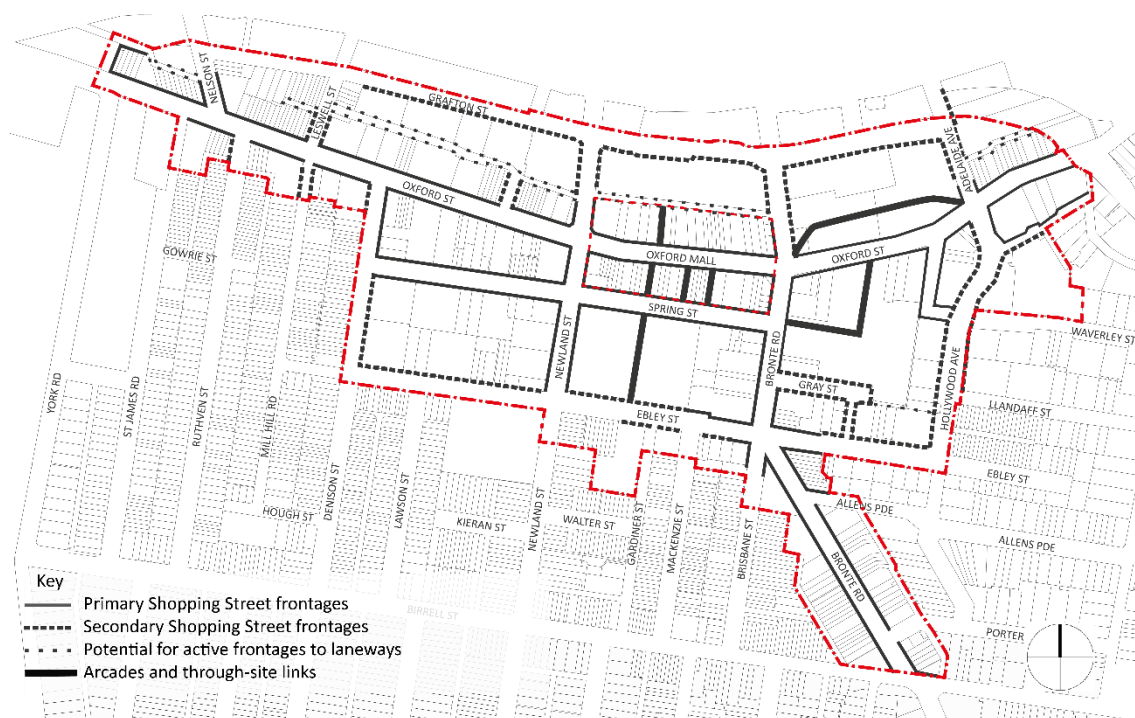 NELSON ST
LESWELL ST
GRAFTON ST
ADELAIDE AVE
OXFORD ST
OXFORD MALL
OXFORD ST
GOWRIE ST
SPRING ST
NEWLAND ST
BRONTE RD
WAVERLEY ST
HOLLYWOOD AVE
GRAY ST
LLANDAFF ST
YORK RD
ST JAMES RD
RUTHVEN ST
MILL HILL RD
EBLEY ST
EBLEY ST
DENISON ST
LAWSON ST
HOUGH ST
KIERAN ST
NEWLAND ST
WALTER ST
GARDINER ST
MACKENZIE ST
BRISBANE ST
ALLENS PDE
ALLENS PDE
BRONTE RD
BIRRELL ST
PORTER
Key
Primary Shopping Street frontages
Secondary Shopping Street frontages
Potential for active frontages to laneways
Arcades and through-site links